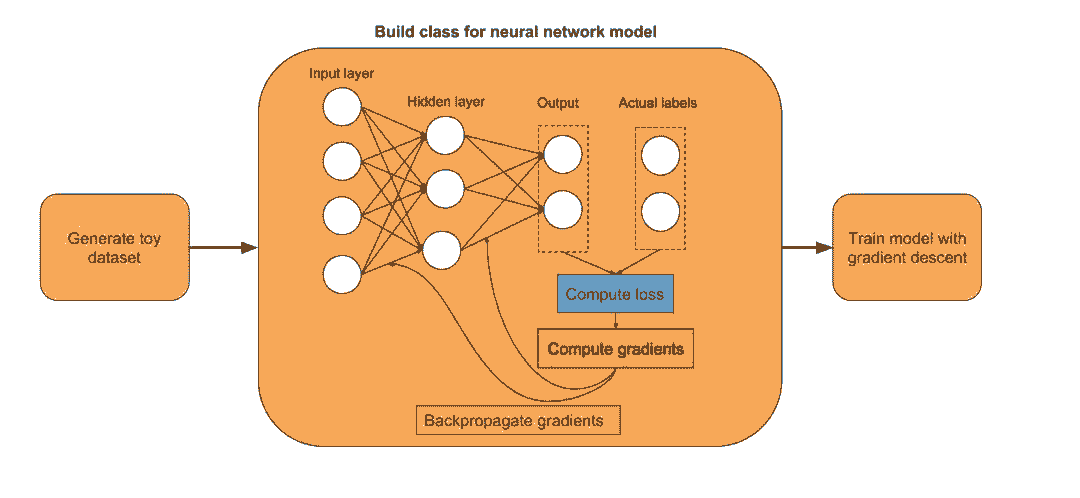 Build class for neural network model
Input layer
Hidden layer
Output
Actual labels
Generate toy
dataset
Compute loss
Compute gradients
Backpropagate gradients
Train model with
gradient descent